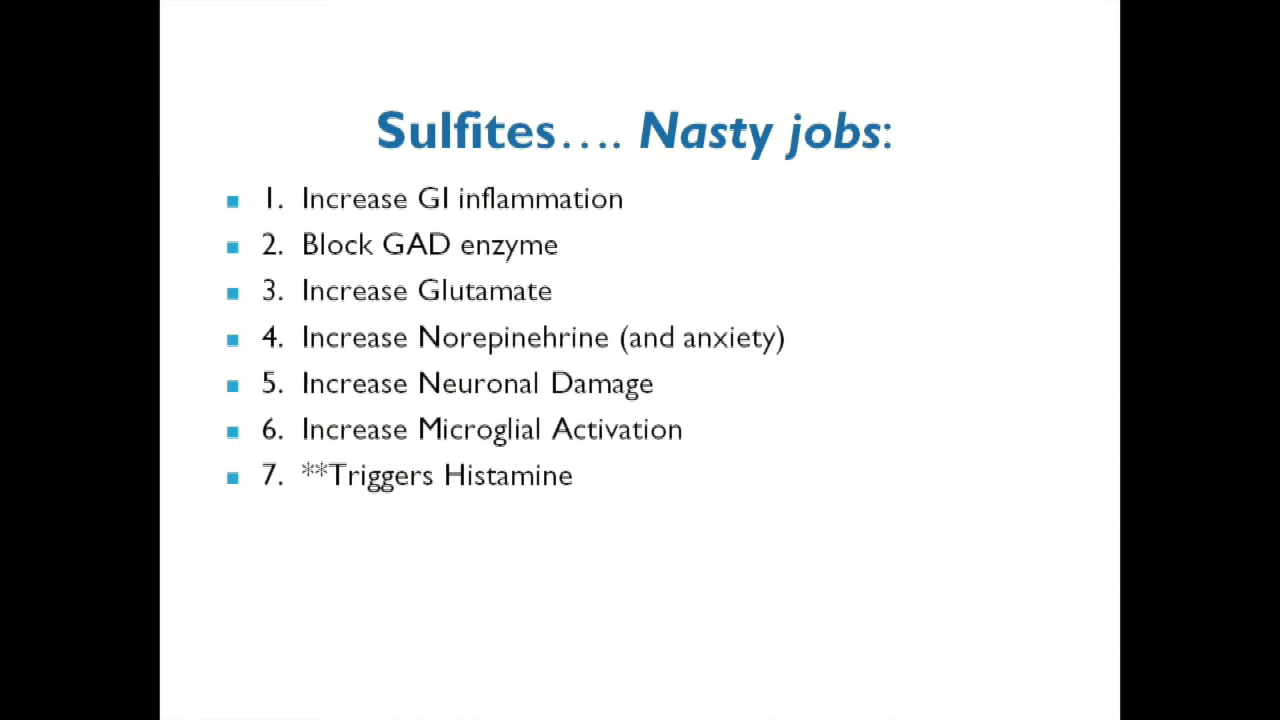 Sulfites.... Nasty jobs:
1. Increase GI inflammation
2. Block GAD enzyme
3. Increase Glutamate
4. Increase Norepinehrine (and anxiety)
5. Increase Neuronal Damage
6. Increase Microglial Activation
7. **Triggers Histamine